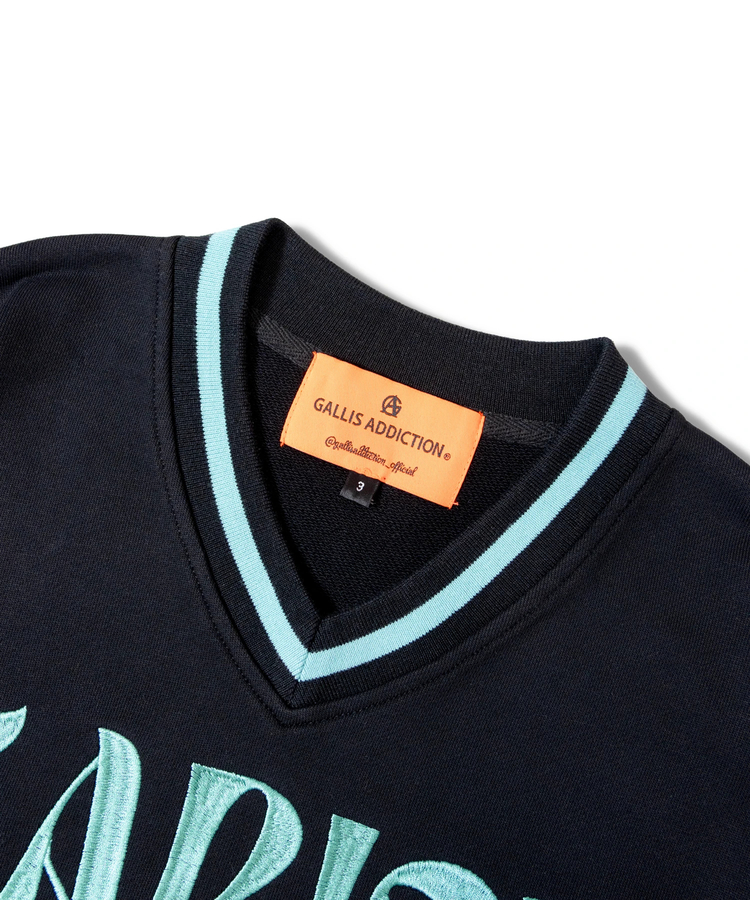 GALLIS ADDICTION®
@gallisaddiction_official
3